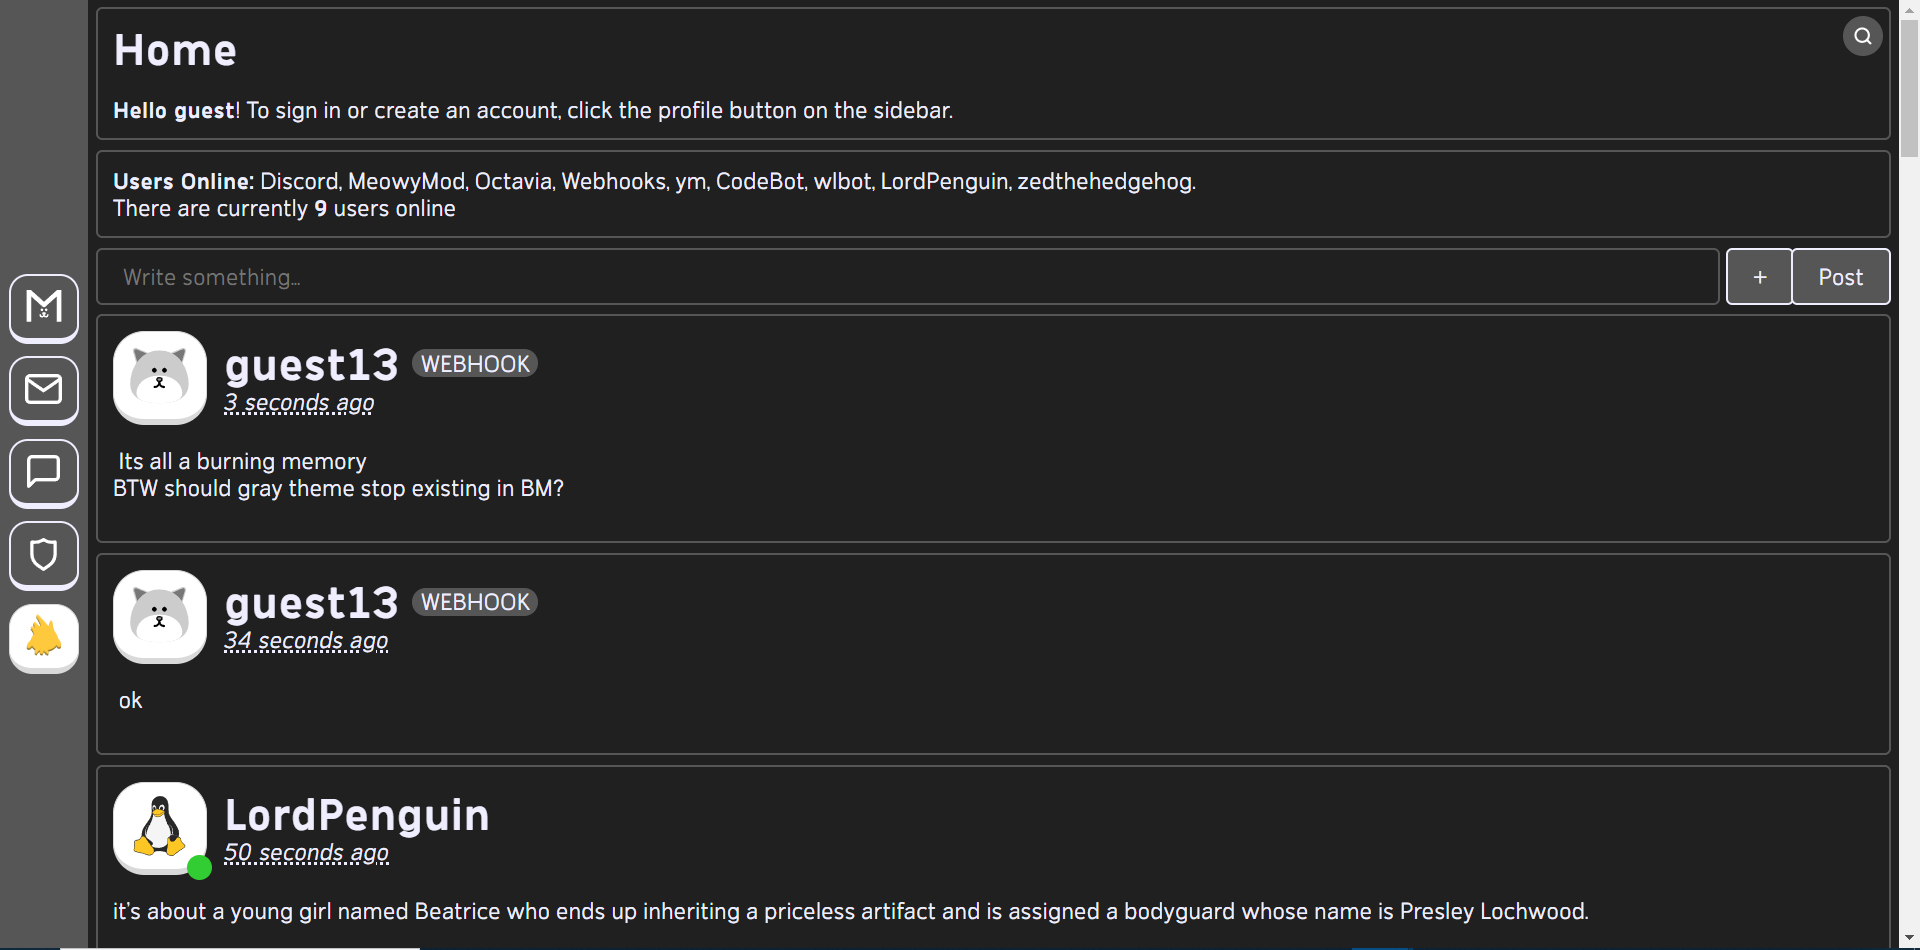 Home
Hello guest! To sign in or create an account, click the profile button on the sidebar.
Users Online: Discord, MeowyMod, Octavia, Webhooks, ym, CodeBot, wlbot, LordPenguin, zedthehedgehog.
There are currently 9 users online
Write something...
+
Post
guest13 WEBHOOK
3 seconds ago
Its all a burning memory
BTW should gray theme stop existing in BM?
guest13 WEBHOOK
34 seconds ago
ok
LordPenguin
50 seconds ago
it's about a young girl named Beatrice who ends up inheriting a priceless artifact and is assigned a bodyguard whose name is Presley Lochwood.